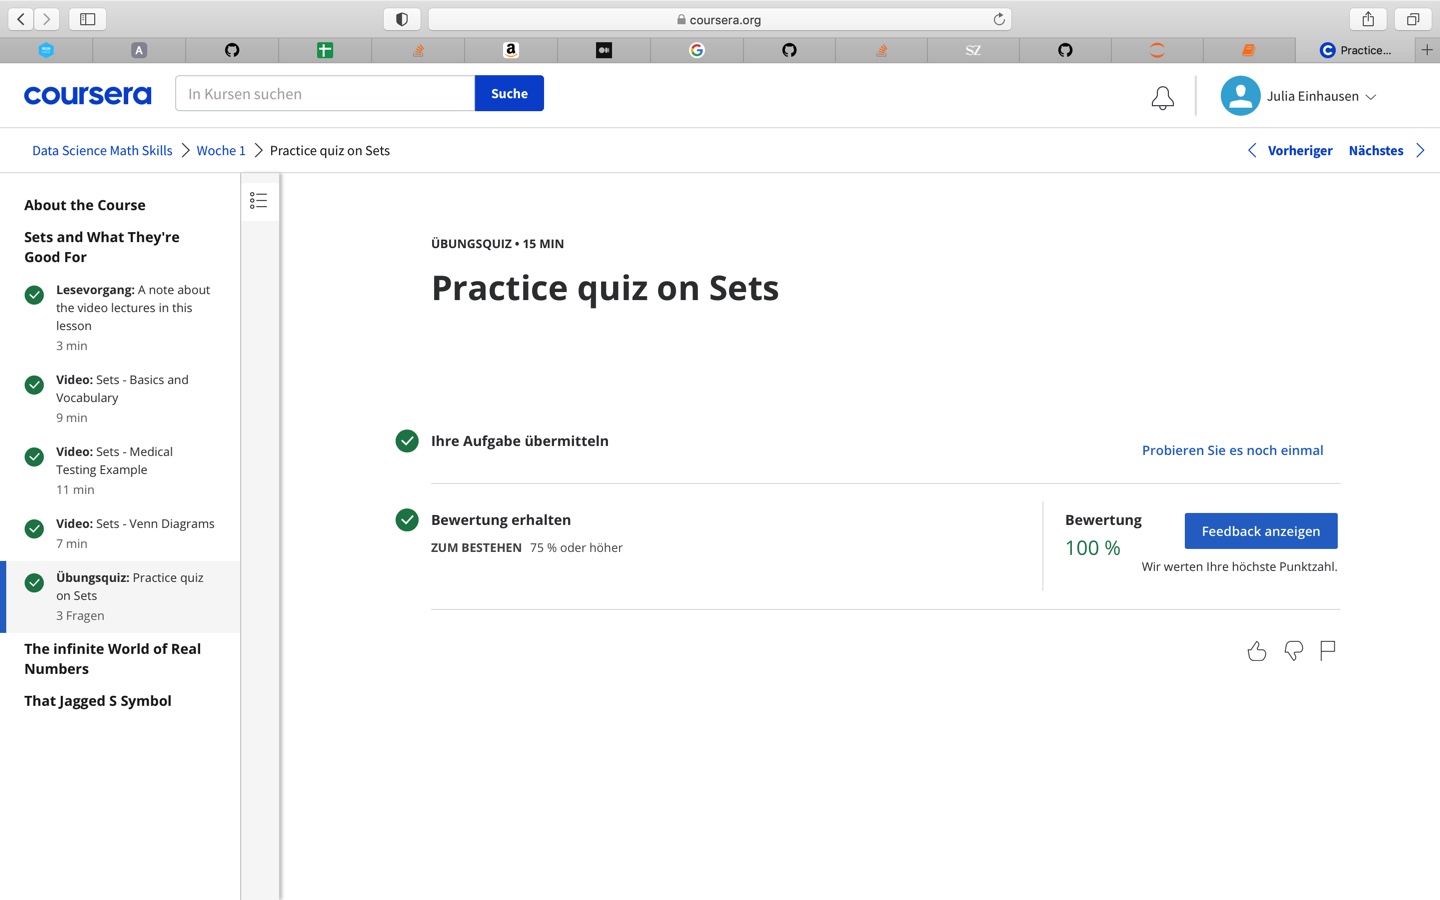 coursera.org
A
a
G
SZ
Practice...
coursera
In Kursen suchen
Suche
Julia Einhausen
Data Science Math Skills
Woche 1
Practice quiz on Sets
Vorheriger
Nächstes
About the Course
Sets and What They're
Good For
Lesevorgang: A note about
the video lectures in this
lesson
3 min
Video: Sets - Basics and
Vocabulary
9 min
Video: Sets - Medical
Testing Example
11 min
Video: Sets - Venn Diagrams
7 min
Übungsquiz: Practice quiz
on Sets
3 Fragen
The infinite World of Real
Numbers
That Jagged S Symbol
ÜBUNGSQUIZ • 15 MIN
Practice quiz on Sets
Ihre Aufgabe übermitteln
Probieren Sie es noch einmal
Bewertung erhalten
ZUM BESTEHEN 75 % oder höher
Bewertung
100 %
Feedback anzeigen
Wir werten Ihre höchste Punktzahl.